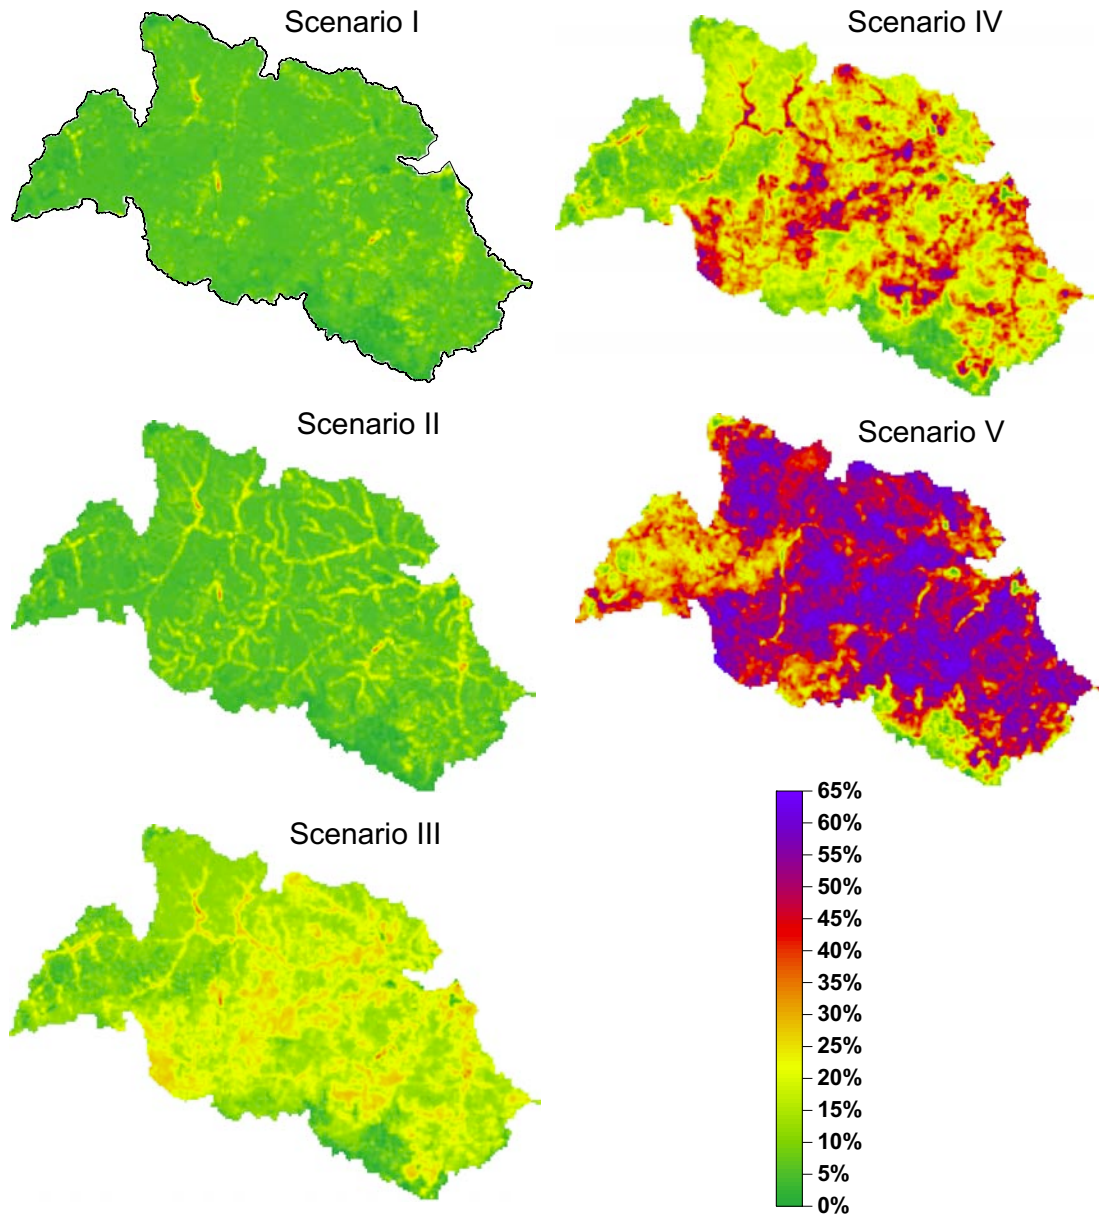 Scenario I
Scenario IV
Scenario II
Scenario V
Scenario III
65%
60%
55%
50%
45%
40%
35%
30%
25%
20%
15%
10%
5%
0%